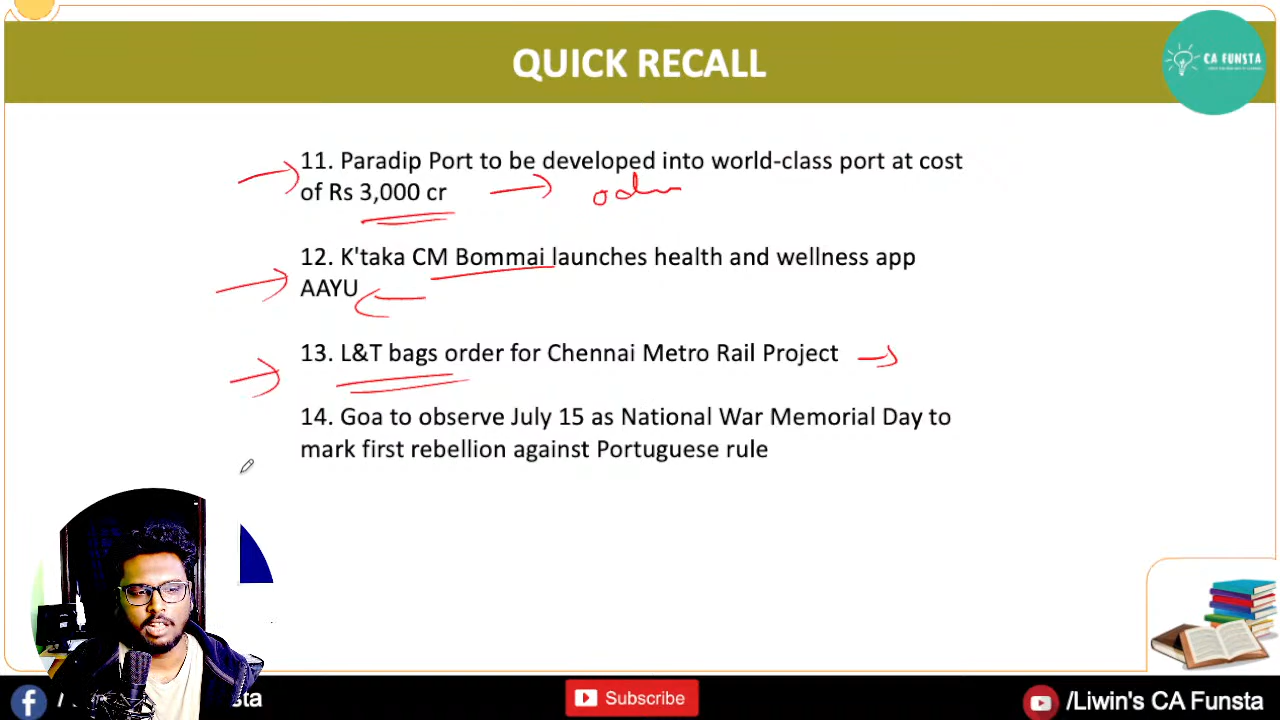 QUICK RECALL
CA FUNSTA
11. Paradip Port to be developed into world-class port at cost
of Rs 3,000 cr
12. K'taka CM Bommai launches health and wellness app
AAYU
13. L&T bags order for Chennai Metro Rail Project
14. Goa to observe July 15 as National War Memorial Day to
mark first rebellion against Portuguese rule
Subscribe
/Liwin's CA Funsta